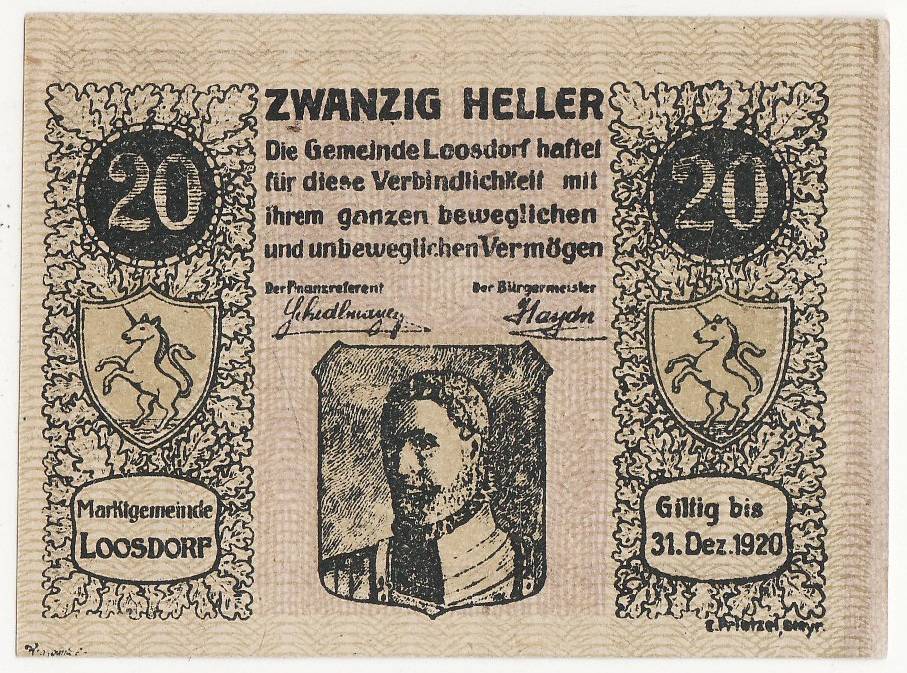 ZWANZIG HELLER
20
20
Die Gemeinde Loosdorf haftet
für diese Verbindlichkeit mit
ihrem ganzen beweglichen
und unbeweglichen Vermögen
Der Finanzreferent
Der Bürgermeister
Haydn
Marktgemeinde
LOOSDORF
Giltig bis
31. Dez. 1920